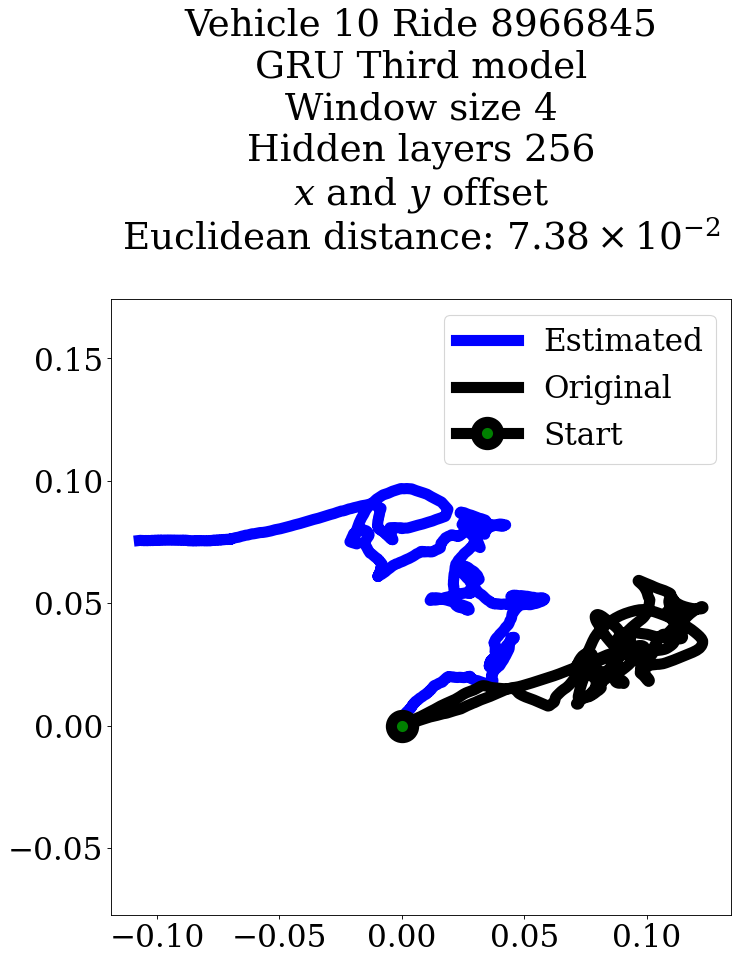 Vehicle 10 Ride 8966845
GRU Third model
Window size 4
Hidden layers 256
x and y offset
Euclidean distance: 7.38 × 10⁻²
Estimated
Original
Start
0.15
0.10
0.05
0.00
−0.05
−0.10 −0.05 0.00 0.05 0.10